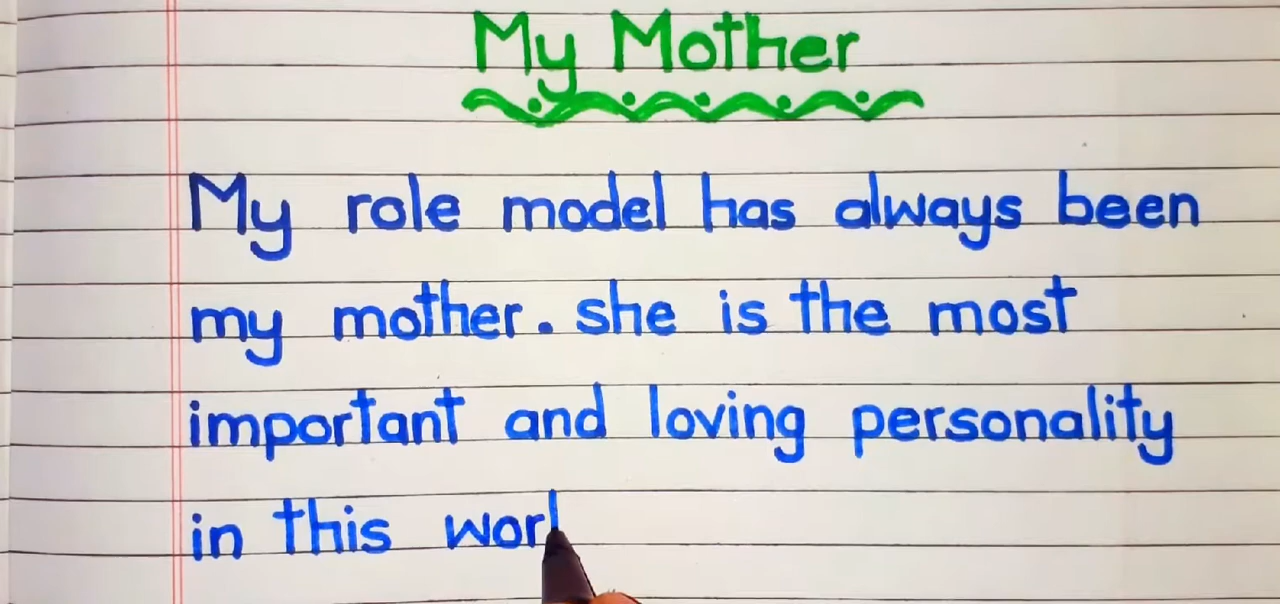 My Mother
My role model has always been
my mother. she is the most
important and loving personality
in this worl